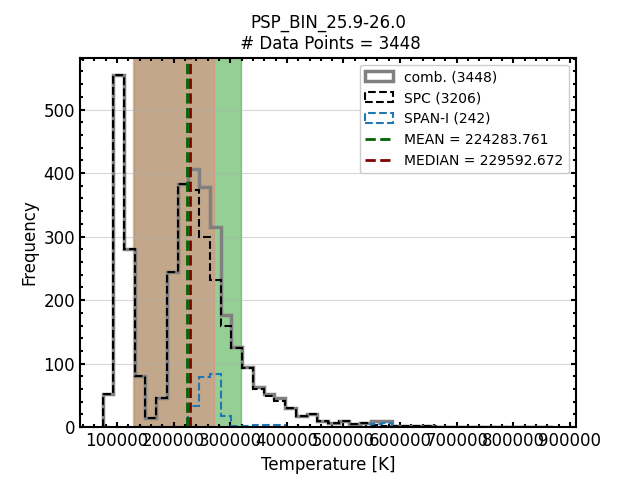 PSP_BIN_25.9-26.0
# Data Points = 3448
comb. (3448)
SPC (3206)
SPAN-I (242)
MEAN = 224283.761
MEDIAN = 229592.672
Frequency
500
400
300
200
100
0
100000 200000 300000 400000 500000 600000 700000 800000 900000
Temperature [K]